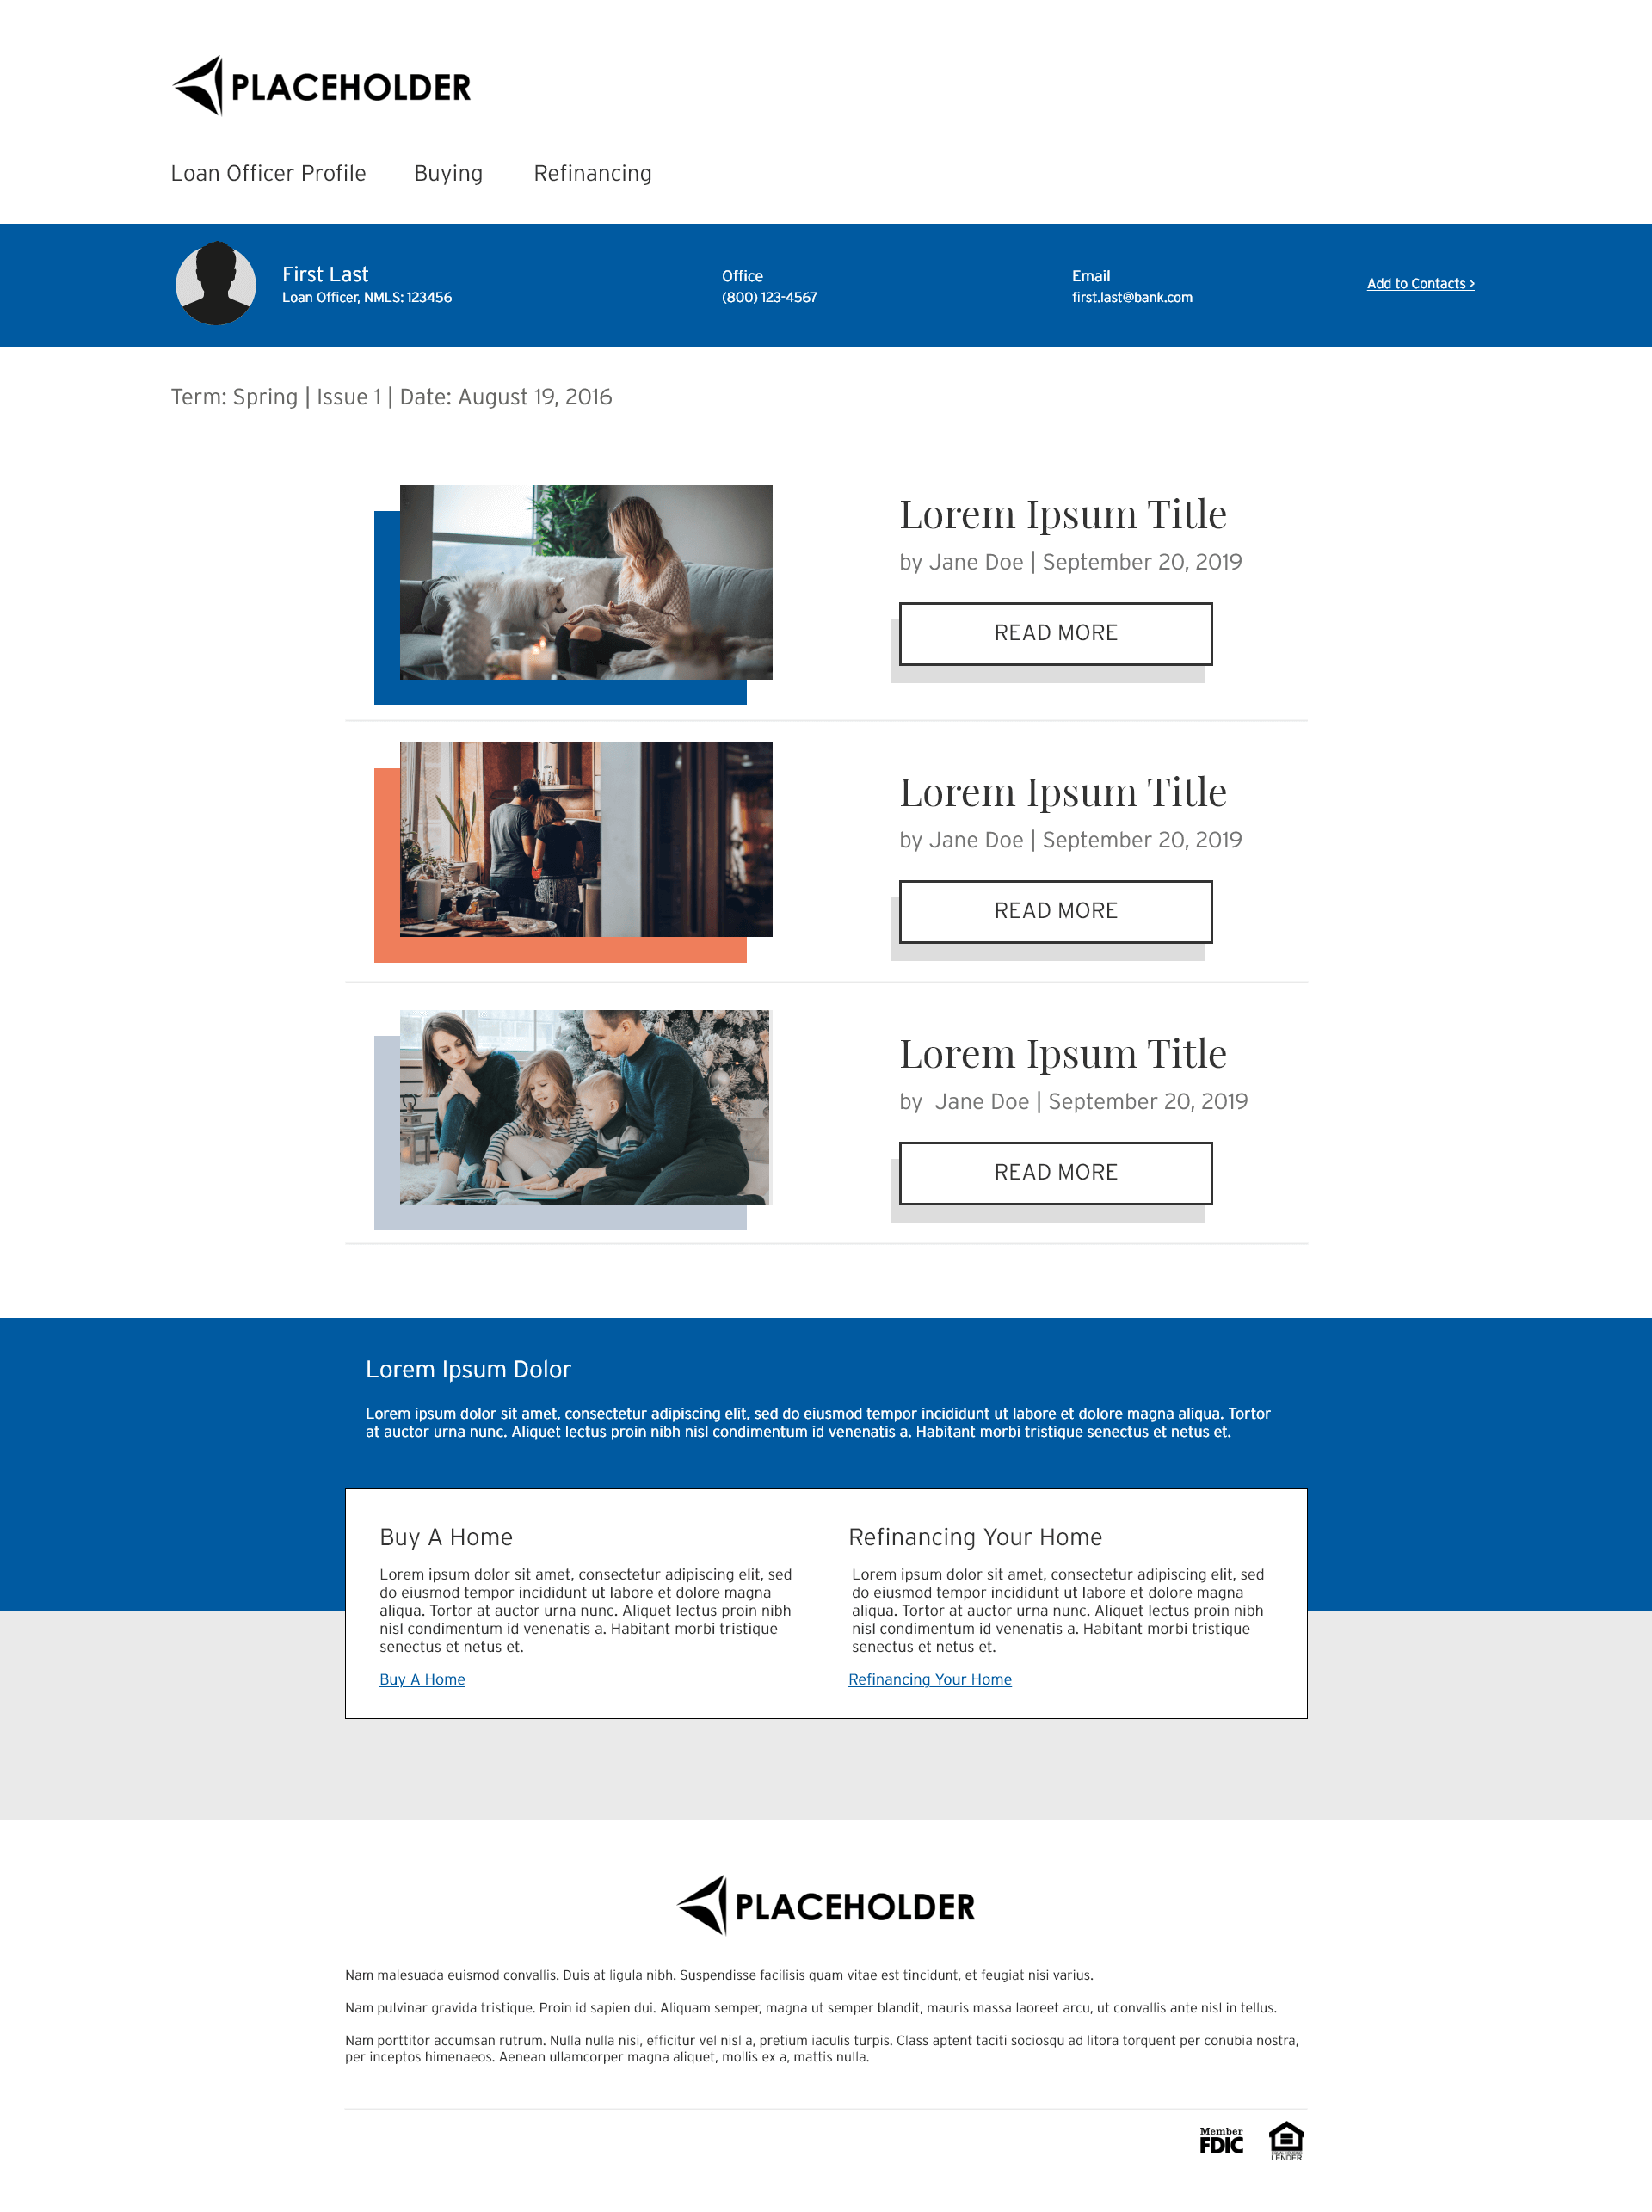 PLACEHOLDER
Loan Officer Profile Buying Refinancing
First Last
Loan Officer, NMLS: 123456
Office
(800) 123-4567
Email
first.last@bank.com
Add to Contacts >
Term: Spring | Issue 1 | Date: August 19, 2016
Lorem Ipsum Title
by Jane Doe | September 20, 2019
READ MORE
Lorem Ipsum Title
by Jane Doe | September 20, 2019
READ MORE
Lorem Ipsum Title
by Jane Doe | September 20, 2019
READ MORE
Lorem Ipsum Dolor
Lorem ipsum dolor sit amet, consectetur adipiscing elit, sed do eiusmod tempor incididunt ut labore et dolore magna aliqua. Tortor
at auctor urna nunc. Aliquet lectus proin nibh nisl condimentum id venenatis a. Habitant morbi tristique senectus et netus et.
Buy A Home
Lorem ipsum dolor sit amet, consectetur adipiscing elit, sed
do eiusmod tempor incididunt ut labore et dolore magna
aliqua. Tortor at auctor urna nunc. Aliquet lectus proin nibh
nisl condimentum id venenatis a. Habitant morbi tristique
senectus et netus et.
Buy A Home
Refinancing Your Home
Lorem ipsum dolor sit amet, consectetur adipiscing elit, sed
do eiusmod tempor incididunt ut labore et dolore magna
aliqua. Tortor at auctor urna nunc. Aliquet lectus proin nibh
nisl condimentum id venenatis a. Habitant morbi tristique
senectus et netus et.
Refinancing Your Home
PLACEHOLDER
Nam malesuada euismod convallis. Duis at ligula nibh. Suspendisse facilisis quam vitae est tincidunt, et feugiat nisi varius.
Nam pulvinar gravida tristique. Proin id sapien dui. Aliquam semper, magna ut semper blandit, mauris massa laoreet arcu, ut convallis ante nisl in tellus.
Nam porttitor accumsan rutrum. Nulla nulla nisi, efficitur vel nisl a, pretium iaculis turpis. Class aptent taciti sociosqu ad litora torquent per conubia nostra,
per inceptos himenaeos. Aenean ullamcorper magna aliquet, mollis ex a, mattis nulla.
Member
FDIC
EQUAL HOUSING
LENDER